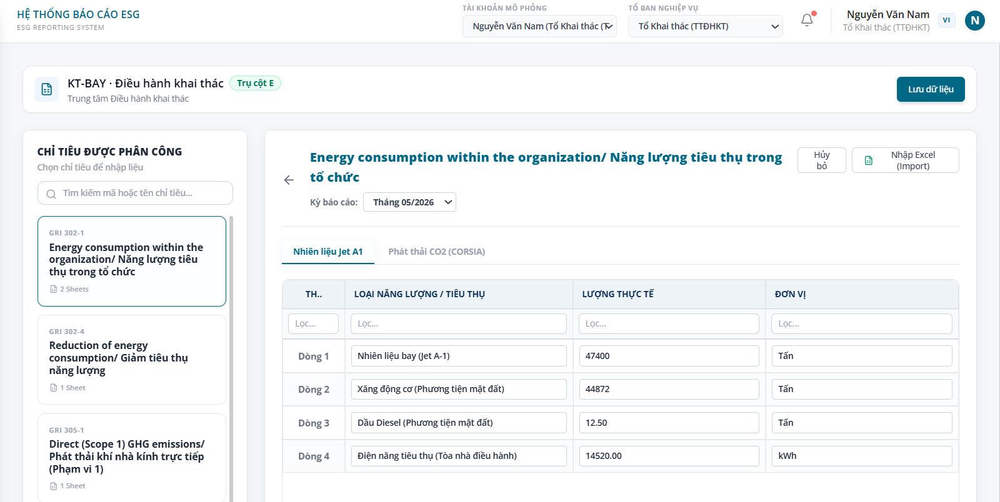 HỆ THỐNG BÁO CÁO ESG
ESG REPORTING SYSTEM
TÀI KHOẢN MÔ PHỎNG
Nguyễn Văn Nam (Tổ Khai thác (T
TỔ BAN NGHIỆP VỤ
Tổ Khai thác (TTĐHKT)
Nguyễn Văn Nam
Tổ Khai thác (TTĐHKT)
VI
N
KT-BAY · Điều hành khai thác
Trụ cột E
Trung tâm Điều hành khai thác
Lưu dữ liệu
CHỈ TIÊU ĐƯỢC PHÂN CÔNG
Chọn chỉ tiêu để nhập liệu
Tìm kiếm mã hoặc tên chỉ tiêu...
GRI 302-1
Energy consumption within the
organization/ Năng lượng tiêu
thụ trong tổ chức
2 Sheets
GRI 302-4
Reduction of energy
consumption/ Giảm tiêu thụ
năng lượng
1 Sheet
GRI 305-1
Direct (Scope 1) GHG emissions/
Phát thải khí nhà kính trực tiếp
(Phạm vi 1)
1 Sheet
Energy consumption within the organization/ Năng lượng tiêu thụ trong
tổ chức
Kỳ báo cáo:
Tháng 05/2026
Hủy
bỏ
Nhập Excel
(Import)
Nhiên liệu Jet A1
Phát thải CO2 (CORSIA)
TH..
LOẠI NĂNG LƯỢNG / TIÊU THỤ
LƯỢNG THỰC TẾ
ĐƠN VỊ
Lọc...
Lọc...
Lọc...
Lọc...
Dòng 1
Nhiên liệu bay (Jet A-1)
47400
Tấn
Dòng 2
Xăng động cơ (Phương tiện mặt đất)
44872
Tấn
Dòng 3
Dầu Diesel (Phương tiện mặt đất)
12.50
Tấn
Dòng 4
Điện năng tiêu thụ (Tòa nhà điều hành)
14520.00
kWh